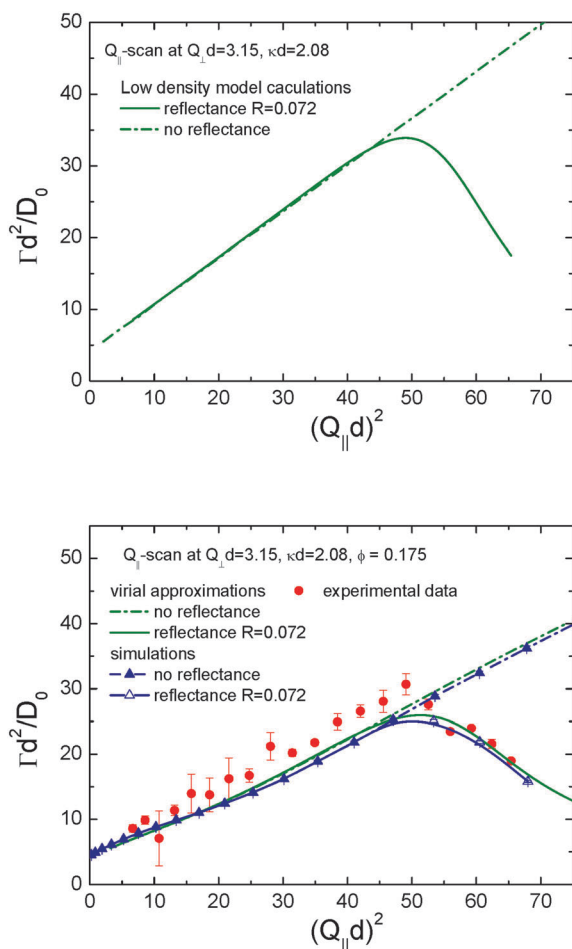 Q∥-scan at Q⊥d=3.15, κd=2.08
Low density model caculations
reflectance R=0.072
no reflectance
Γd²/D₀
50
40
30
20
10
0
0 10 20 30 40 50 60 70
(Q∥d)²
Q∥-scan at Q⊥d=3.15, κd=2.08, ϕ = 0.175
virial approximations experimental data
no reflectance
reflectance R=0.072
simulations
no reflectance
reflectance R=0.072
Γd²/D₀
50
40
30
20
10
0
0 10 20 30 40 50 60 70
(Q∥d)²